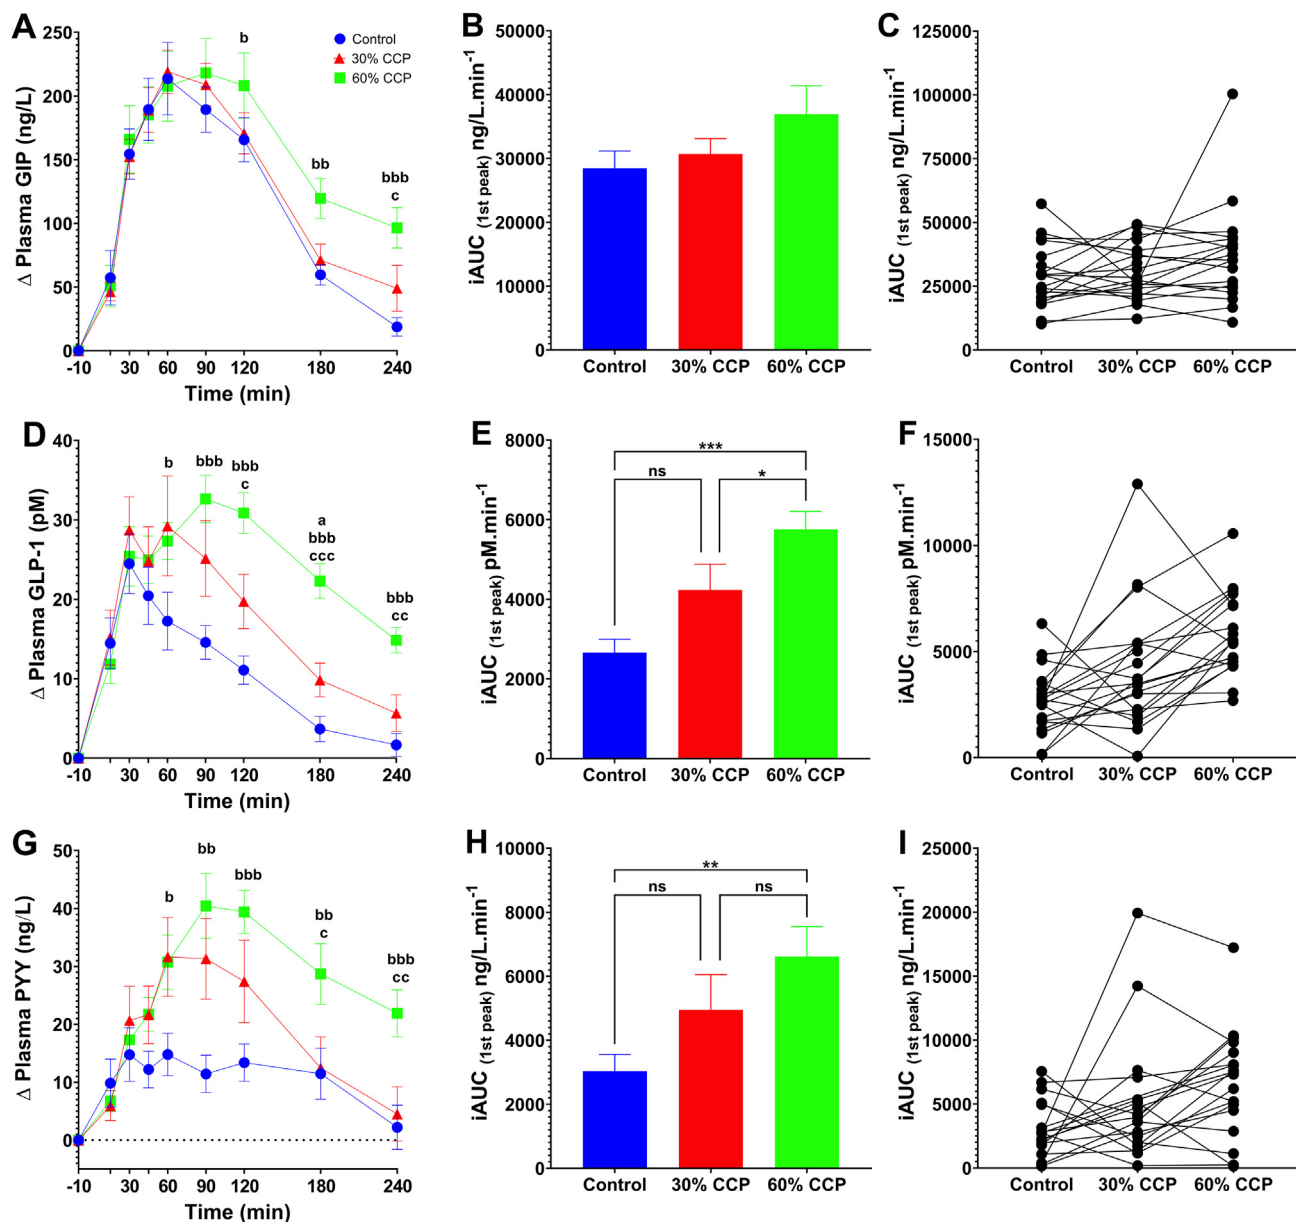 A
Δ Plasma GIP (ng/L)
250
200
150
100
50
0
Control
30% CCP
60% CCP
b
bb
bbb
c
-10 30 60 90 120 180 240
Time (min)
B
iAUC (1st peak) ng/L.min-1
50000
40000
30000
20000
10000
0
Control 30% CCP 60% CCP
C
iAUC (1st peak) ng/L.min-1
125000
100000
75000
50000
25000
0
Control 30% CCP 60% CCP
D
Δ Plasma GLP-1 (pM)
40
30
20
10
0
b
bbb
bbb
c
a
bbb
ccc
bbb
cc
-10 30 60 90 120 180 240
Time (min)
E
iAUC (1st peak) pM.min-1
8000
6000
4000
2000
0
***
ns
*
Control 30% CCP 60% CCP
F
iAUC (1st peak) pM.min-1
15000
10000
5000
0
Control 30% CCP 60% CCP
G
Δ Plasma PYY (ng/L)
50
40
30
20
10
0
b
bb
bbb
bb
c
bbb
cc
-10 30 60 90 120 180 240
Time (min)
H
iAUC (1st peak) ng/L.min-1
10000
8000
6000
4000
2000
0
**
ns
ns
Control 30% CCP 60% CCP
I
iAUC (1st peak) ng/L.min-1
25000
20000
15000
10000
5000
0
Control 30% CCP 60% CCP